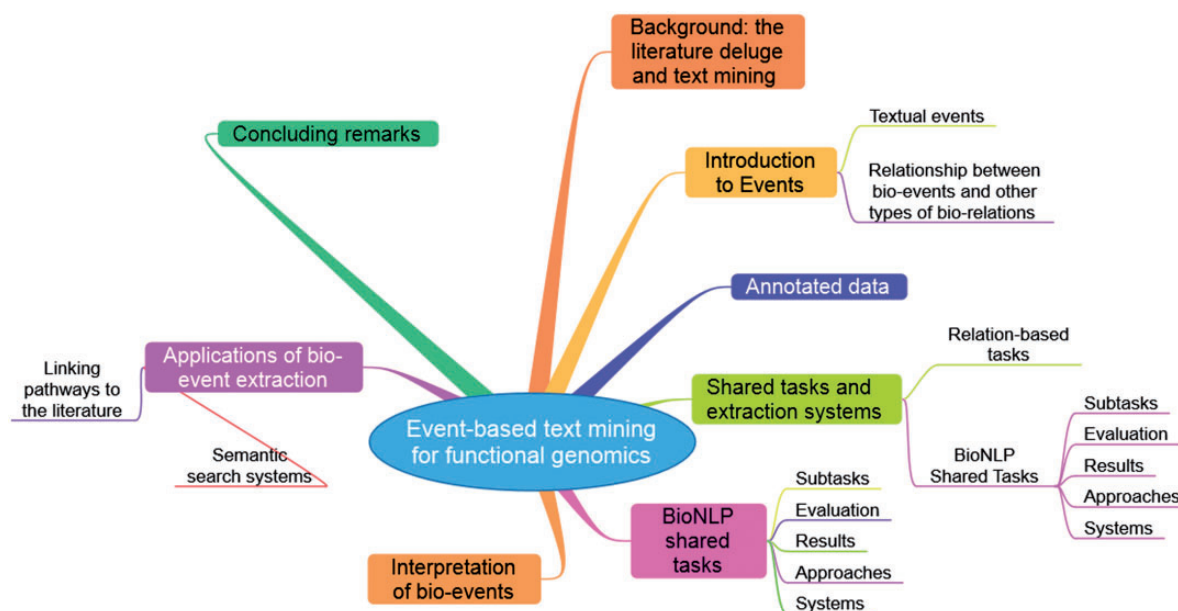 Background: the
literature deluge
and text mining
Textual events
Introduction
to Events
Relationship between
bio-events and other
types of bio-relations
Annotated data
Relation-based
tasks
Shared tasks and
extraction systems
BioNLP
Shared Tasks
Subtasks
Evaluation
Results
Approaches
Systems
BioNLP
shared
tasks
Subtasks
Evaluation
Results
Approaches
Systems
Interpretation
of bio-events
Applications of bio-
event extraction
Linking
pathways to
the literature
Semantic
search systems
Concluding remarks
Event-based text mining
for functional genomics